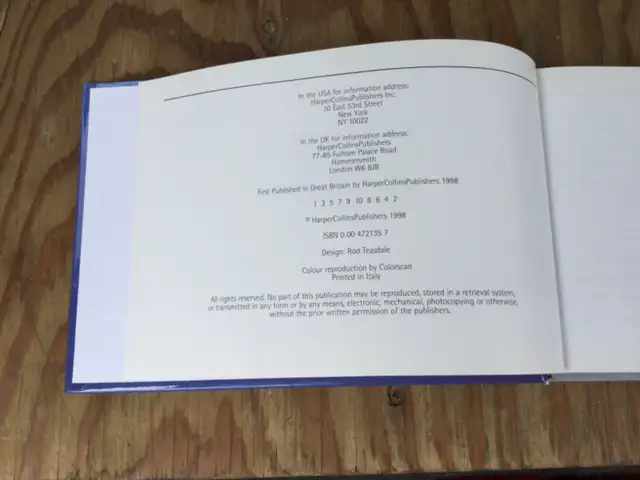 In the USA for information address:
HarperCollinsPublishers Inc.
10 East 53rd Street
New York
NY 10022
In the UK for information address:
HarperCollinsPublishers
77-85 Fulham Palace Road
Hammersmith
London W6 8JB
First Published in Great Britain by HarperCollinsPublishers 1998
1 3 5 7 9 10 8 6 4 2
© HarperCollinsPublishers 1998
ISBN 0 00 472135 7
Design: Rod Teasdale
Colour reproduction by Colorscan
Printed in Italy
All rights reserved. No part of this publication may be reproduced, stored in a retrieval system,
or transmitted in any form or by any means, electronic, mechanical, photocopying or otherwise,
without the prior written permission of the publishers.